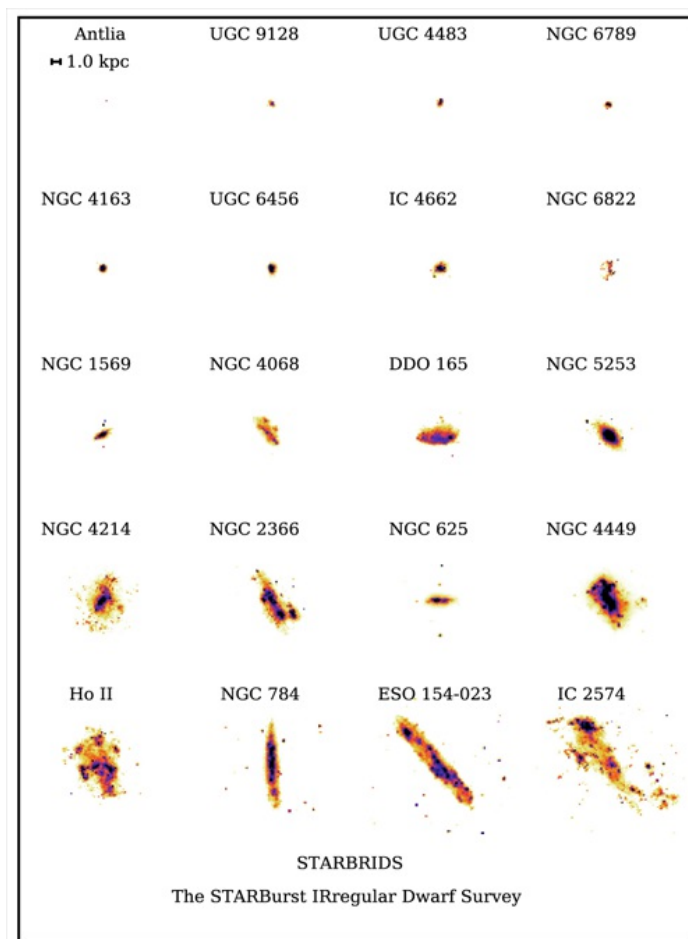 Antlia UGC 9128 UGC 4483 NGC 6789
1.0 kpc
NGC 4163 UGC 6456 IC 4662 NGC 6822
NGC 1569 NGC 4068 DDO 165 NGC 5253
NGC 4214 NGC 2366 NGC 625 NGC 4449
Ho II NGC 784 ESO 154-023 IC 2574
STARBRIDS
The STARBurst IRregular Dwarf Survey